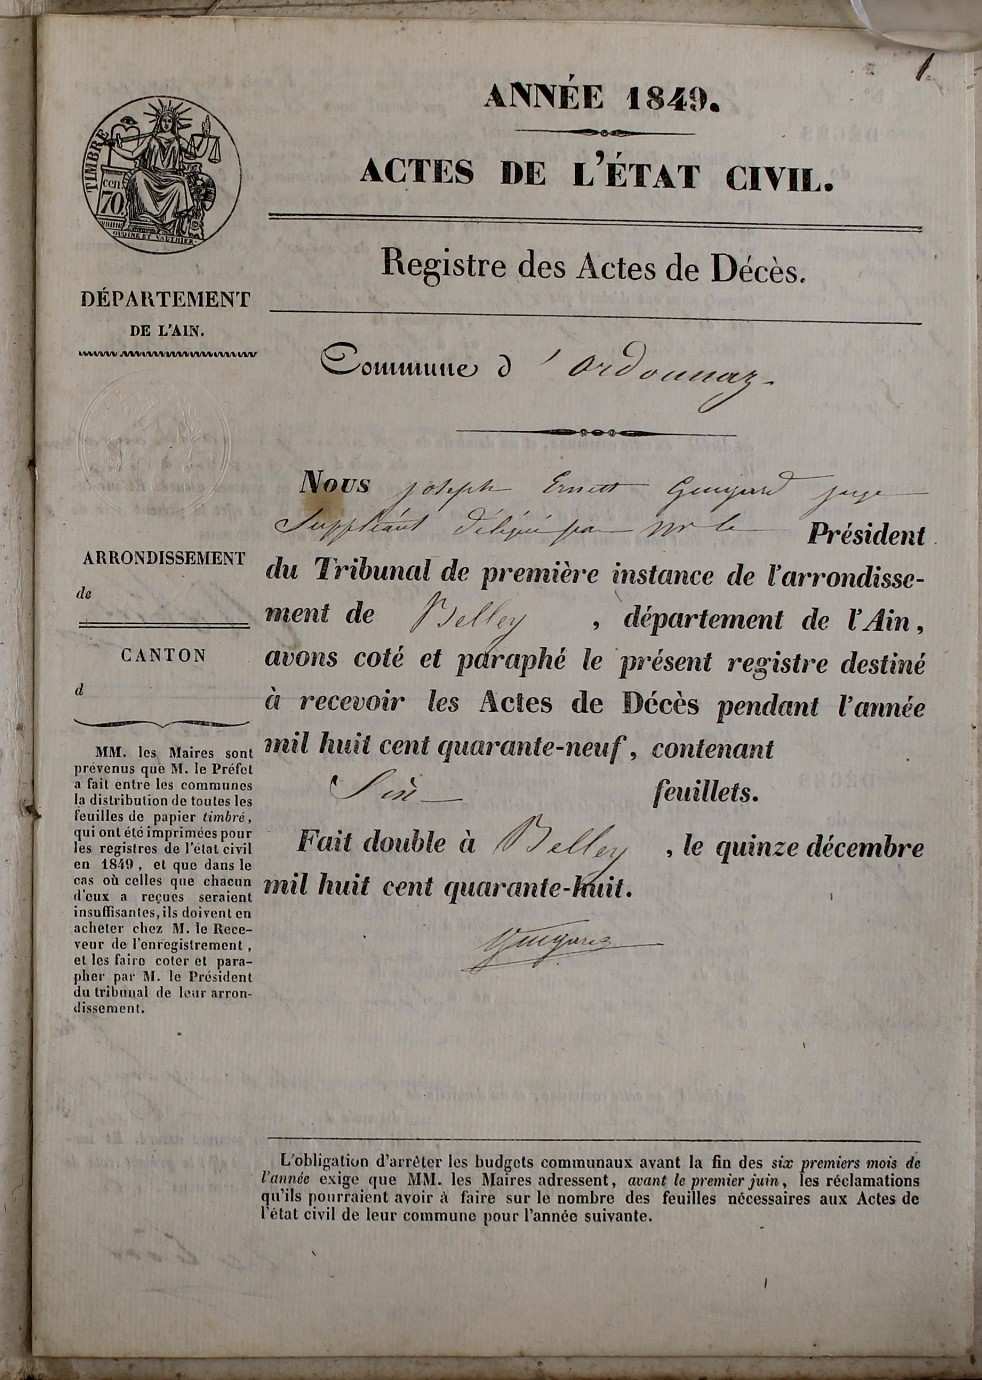 1
ANNÉE 1849.
ACTES DE L'ÉTAT CIVIL.
TIMBRE
cen.
70
Registre des Actes de Décès.
DÉPARTEMENT
DE L'AIN.
Commune d'Ordonnaz.
ARRONDISSEMENT
de
CANTON
d
MM. les Maires sont
prévenus que M. le Préfet
a fait entre les communes
la distribution de toutes les
feuilles de papier timbré,
qui ont été imprimées pour
les registres de l'état civil
en 1849, et que dans le
cas où celles que chacun
d'eux a reçues seraient
insuffisantes, ils doivent en
acheter chez M. le Rece-
veur de l'enregistrement,
et les faire coter et para-
pher par M. le Président
du tribunal de leur arron-
dissement.
Nous joseph Ernest Guigard juge
Suppléant délégué par Mr le Président
du Tribunal de première instance de l'arrondisse-
ment de Belley, département de l'Ain,
avons coté et paraphé le présent registre destiné
à recevoir les Actes de Décès pendant l'année
mil huit cent quarante-neuf, contenant
Six feuillets.
Fait double à Belley, le quinze décembre
mil huit cent quarante-huit.
L'obligation d'arrêter les budgets communaux avant la fin des six premiers mois de
l'année exige que MM. les Maires adressent, avant le premier juin, les réclamations
qu'ils pourraient avoir à faire sur le nombre des feuilles nécessaires aux Actes de
l'état civil de leur commune pour l'année suivante.